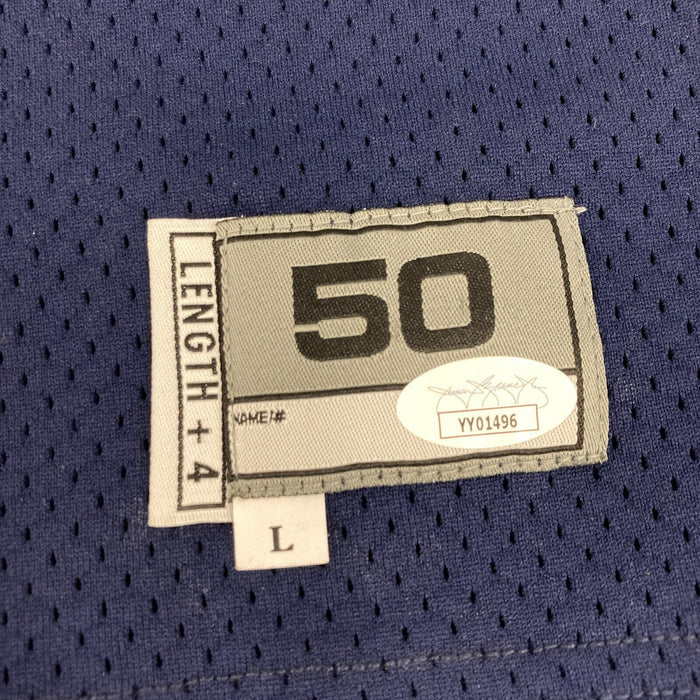 LENGTH + 4
50
NAME/#
YY01496
L